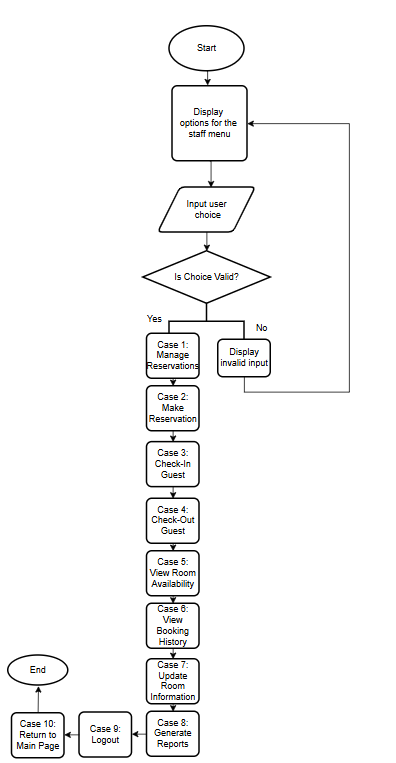 Start
Display
options for the
staff menu
Input user
choice
Is Choice Valid?
Yes
No
Case 1:
Manage
Reservations
Display
invalid input
Case 2:
Make
Reservation
Case 3:
Check-In
Guest
Case 4:
Check-Out
Guest
Case 5:
View Room
Availability
Case 6:
View
Booking
History
Case 7:
Update
Room
Information
Case 8:
Generate
Reports
Case 9:
Logout
Case 10:
Return to
Main Page
End